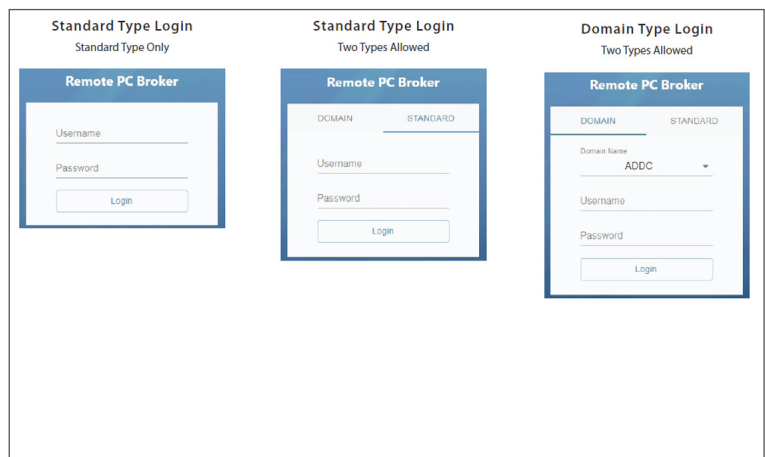 Standard Type Login
Standard Type Only
Remote PC Broker
Username
Password
Login
Standard Type Login
Two Types Allowed
Remote PC Broker
DOMAIN STANDARD
Username
Password
Login
Domain Type Login
Two Types Allowed
Remote PC Broker
DOMAIN STANDARD
Domain Name
ADDC
Username
Password
Login